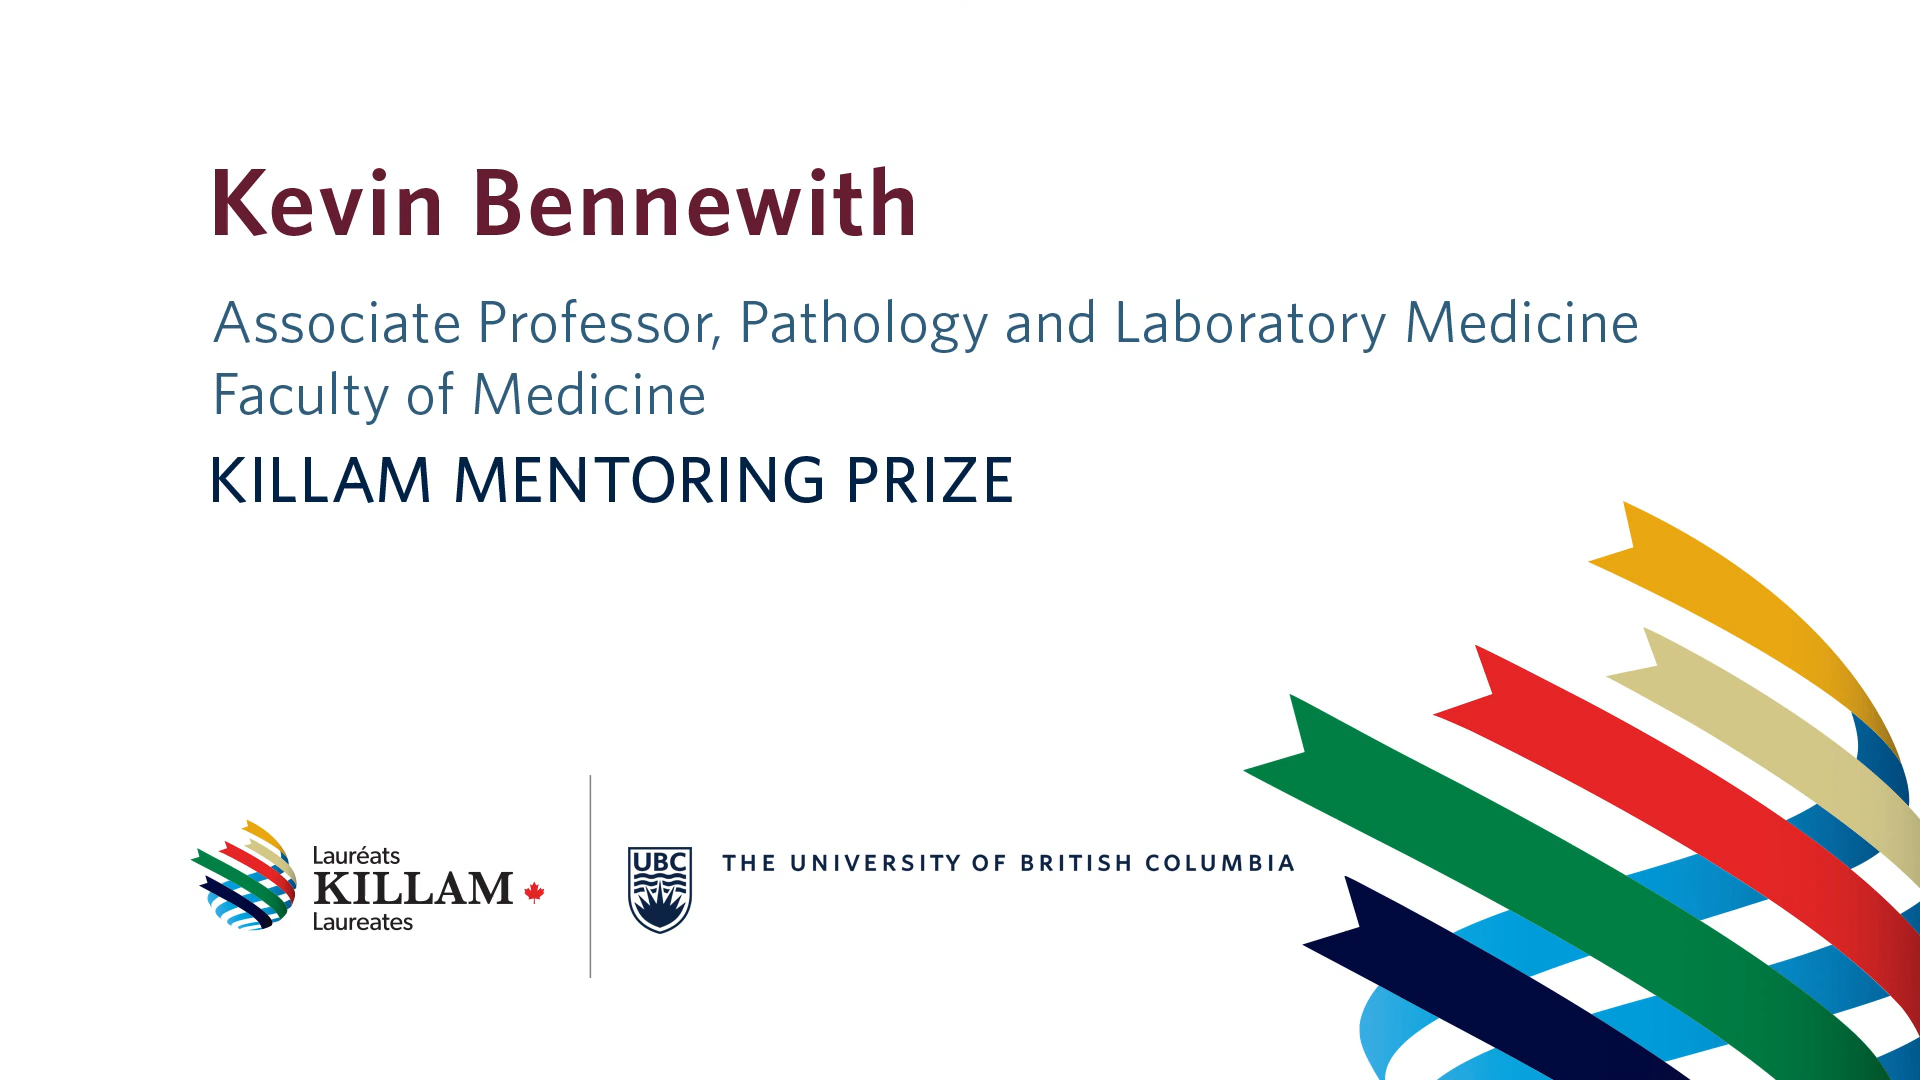 Kevin Bennewith
Associate Professor, Pathology and Laboratory Medicine
Faculty of Medicine
KILLAM MENTORING PRIZE
Lauréats
KILLAM
Laureates
UBC
THE UNIVERSITY OF BRITISH COLUMBIA